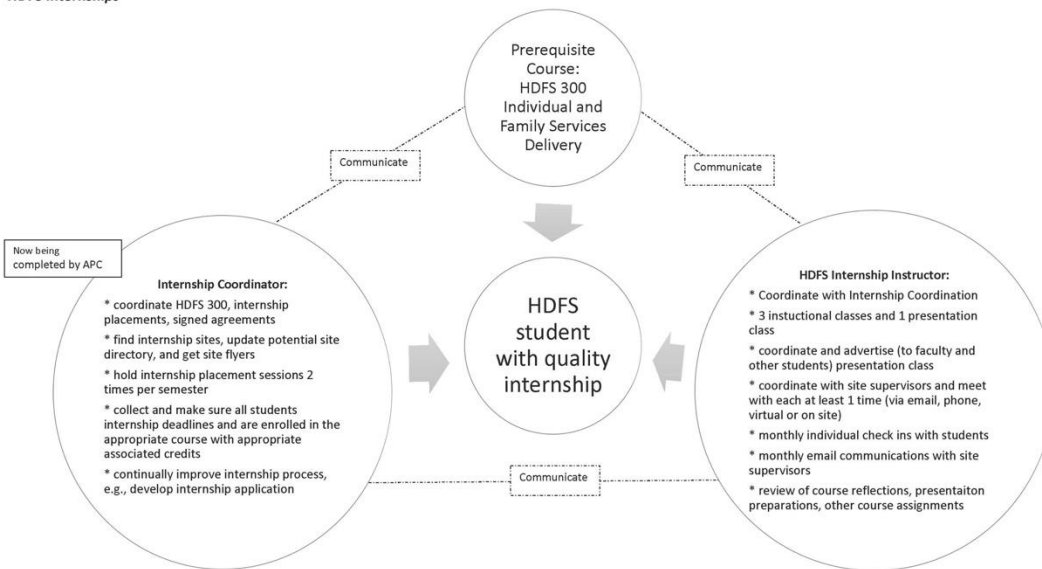 Prerequisite
Course:
HDFS 300
Individual and
Family Services
Delivery
Communicate
Communicate
Now being
completed by APC
Internship Coordinator:
* coordinate HDFS 300, internship
placements, signed agreements
* find internship sites, update potential site
directory, and get site flyers
* hold internship placement sessions 2
times per semester
* collect and make sure all students
internship deadlines and are enrolled in the
appropriate course with appropriate
associated credits
* continually improve internship process,
e.g., develop internship application
HDFS
student
with quality
internship
HDFS Internship Instructor:
* Coordinate with Internship Coordination
* 3 instuctional classes and 1 presentation
class
* coordinate and advertise (to faculty and
other students) presentation class
* coordinate with site supervisors and meet
with each at least 1 time (via email, phone,
virtual or on site)
* monthly individual check ins with students
* monthly email communications with site
supervisors
* review of course reflections, presentaiton
preparations, other course assignments
Communicate